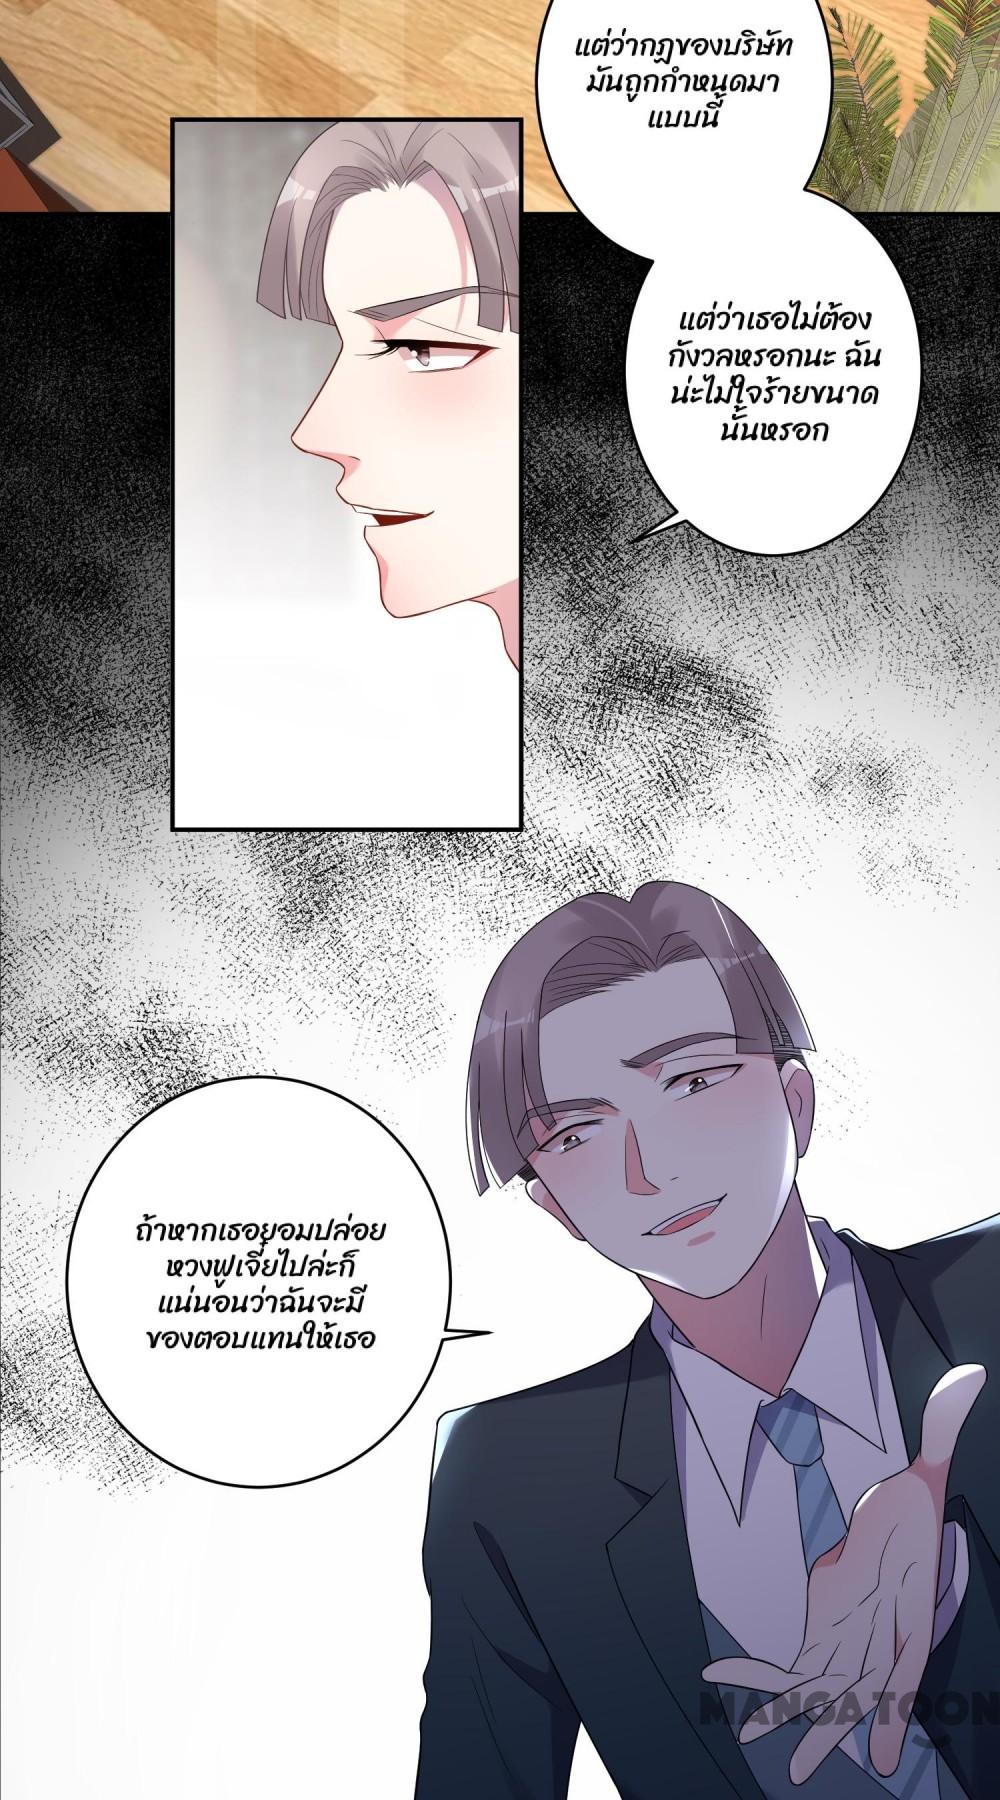 แต่ว่ากฎของบริษัท
มันถูกกำหนดมา
แบบนี้
แต่ว่าเธอไม่ต้อง
กังวลหรอกนะ ฉัน
น่ะไม่ใจร้ายขนาด
นั้นหรอก
ถ้าหากเธอยอมปล่อย
หวงฟูเจี๋ยไปล่ะก็
แน่นอนว่าฉันจะมี
ของตอบแทนให้เธอ
MANGATOON